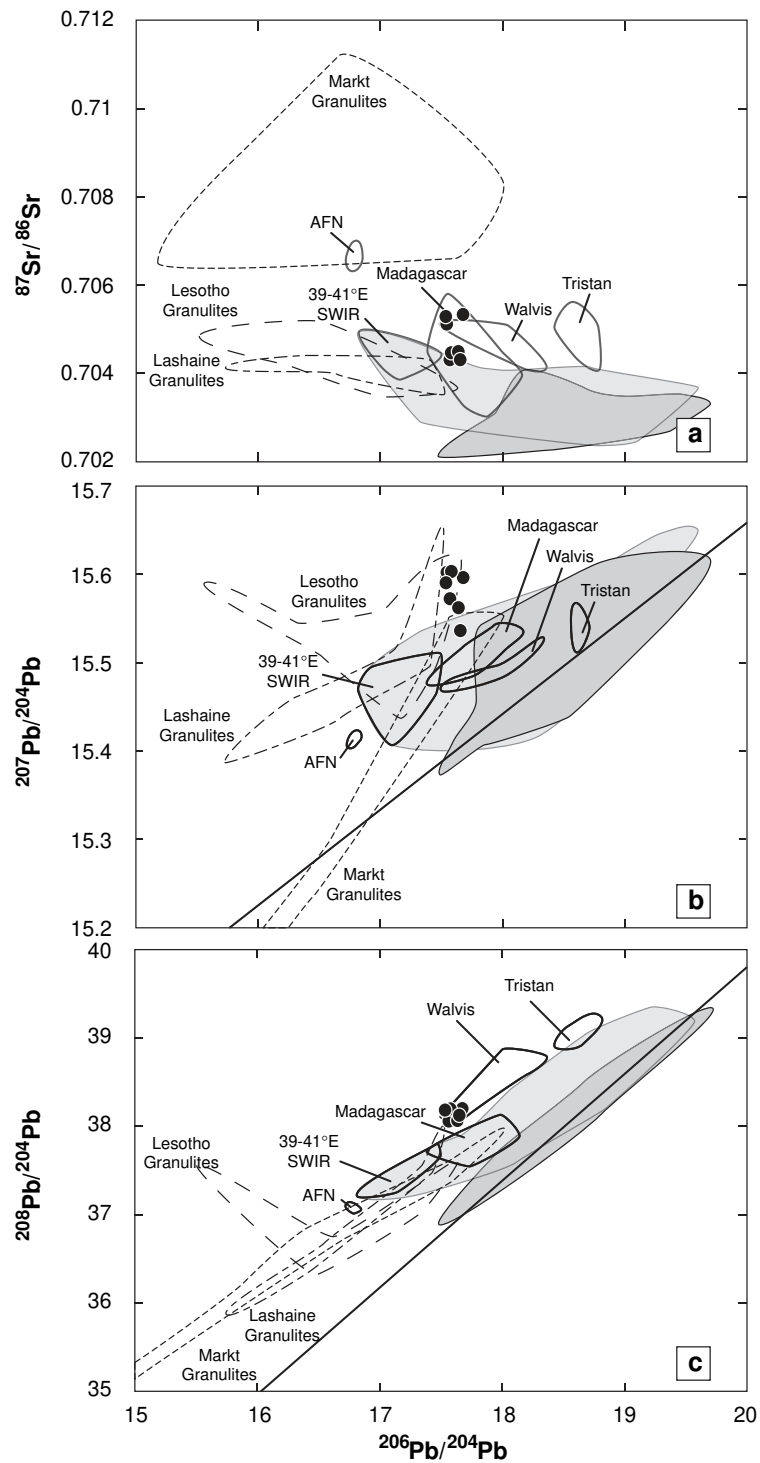 0.712
0.71
0.708
0.706
0.704
0.702
87Sr/86Sr
Markt
Granulites
AFN
Madagascar
Tristan
Lesotho
Granulites
39-41°E
SWIR
Walvis
Lashaine
Granulites
a
15.7
15.6
15.5
15.4
15.3
15.2
207Pb/204Pb
Madagascar
Walvis
Lesotho
Granulites
Tristan
39-41°E
SWIR
Lashaine
Granulites
AFN
Markt
Granulites
b
40
39
38
37
36
35
208Pb/204Pb
Tristan
Walvis
Madagascar
39-41°E
SWIR
Lesotho
Granulites
AFN
Lashaine
Granulites
Markt
Granulites
c
15 16 17 18 19 20
206Pb/204Pb